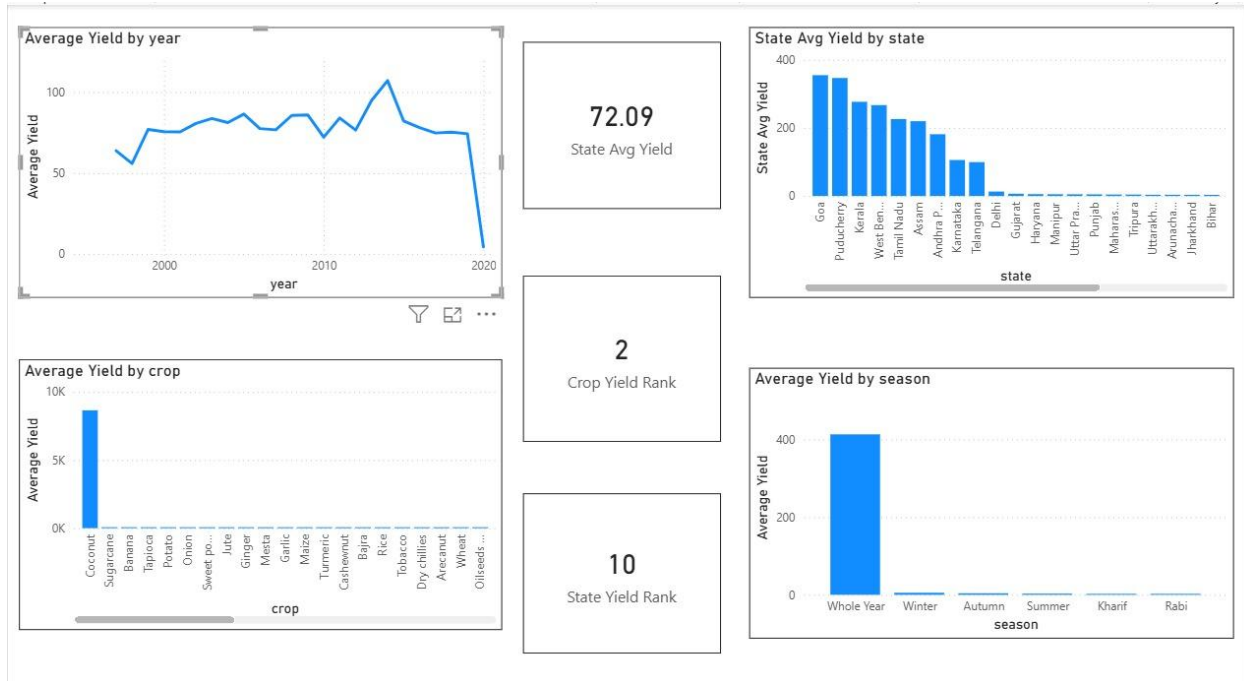 Average Yield by year
Average Yield
100
50
0
2000
2010
2020
year
72.09
State Avg Yield
State Avg Yield by state
State Avg Yield
400
200
0
Goa
Puducherry
Kerala
West Ben...
Tamil Nadu
Assam
Andhra P...
Karnataka
Telangana
Delhi
Gujarat
Haryana
Manipur
Uttar Pra...
Punjab
Maharas...
Tripura
Uttarakh...
Arunacha...
Jharkhand
Bihar
state
Average Yield by crop
Average Yield
10K
5K
0K
Coconut
Sugarcane
Banana
Tapioca
Potato
Onion
Sweet po...
Jute
Ginger
Mesta
Garlic
Maize
Turmeric
Cashewnut
Bajra
Rice
Tobacco
Dry chillies
Arecanut
Wheat
Oilseeds ...
crop
2
Crop Yield Rank
10
State Yield Rank
Average Yield by season
Average Yield
400
200
0
Whole Year
Winter
Autumn
Summer
Kharif
Rabi
season